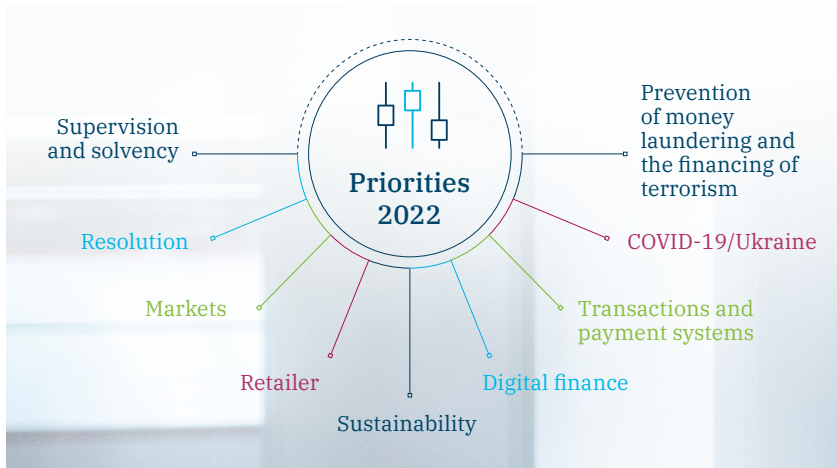 Priorities
2022
Supervision
and solvency
Resolution
Markets
Retailer
Sustainability
Digital finance
Transactions and
payment systems
COVID-19/Ukraine
Prevention
of money
laundering and
the financing of
terrorism